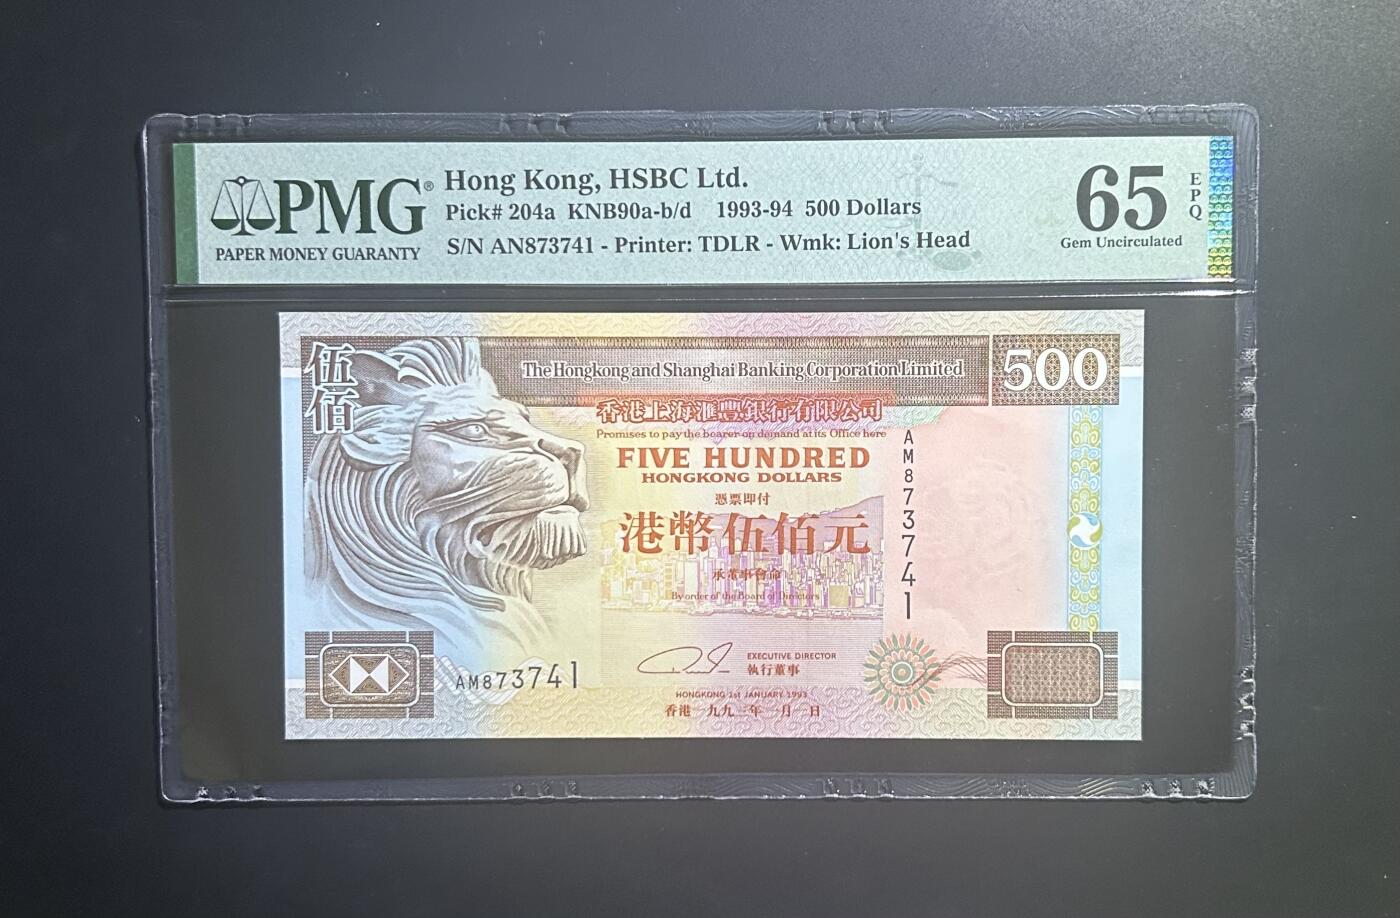 PMG®
PAPER MONEY GUARANTY
Hong Kong, HSBC Ltd.
Pick# 204a KNB90a-b/d 1993-94 500 Dollars
S/N AN873741 - Printer: TDLR - Wmk: Lion's Head
65
EPQ
Gem Uncirculated
伍佰
The Hongkong and Shanghai Banking Corporation Limited
500
香港上海滙豐銀行有限公司
Promises to pay the bearer on demand at its Office here
FIVE HUNDRED
HONGKONG DOLLARS
憑票即付
港幣伍佰元
承董事會命
By order of the Board of Directors
AM873741
EXECUTIVE DIRECTOR
執行董事
AM873741
HONGKONG 1st JANUARY 1993
香港一九九三年一月一日